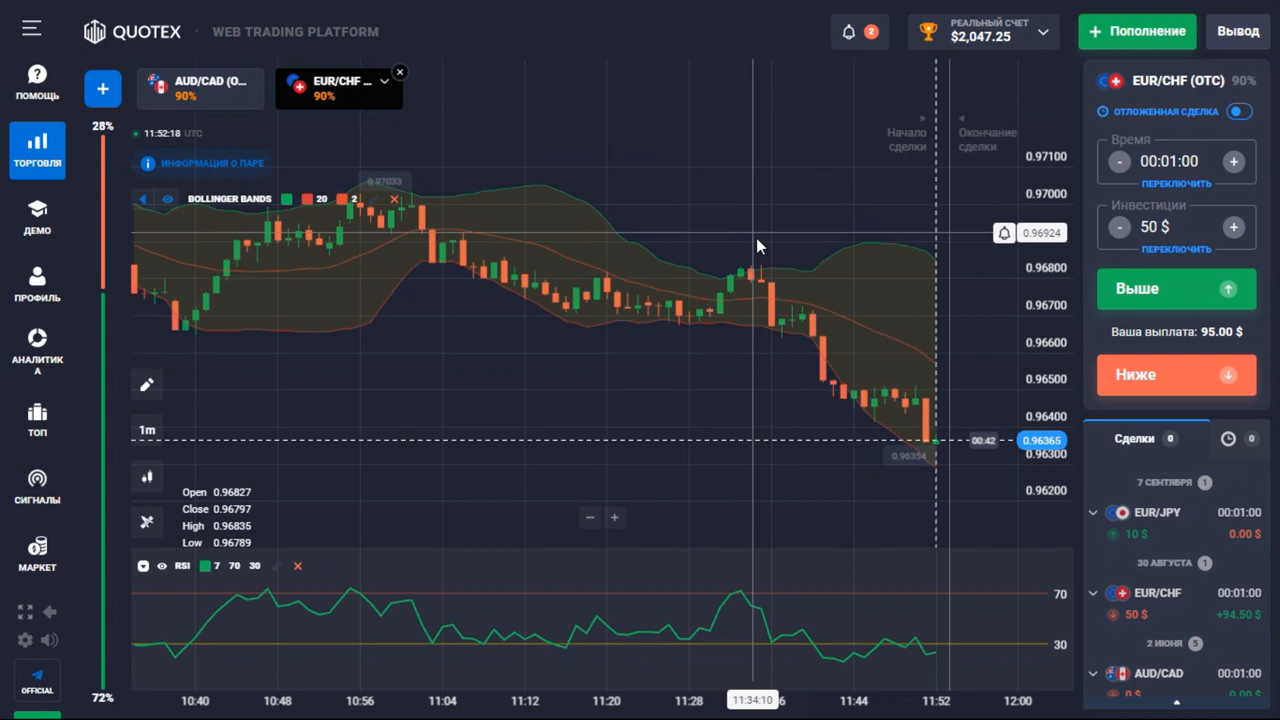 QUOTEX
WEB TRADING PLATFORM
2
РЕАЛЬНЫЙ СЧЕТ
$2,047.25
+ Пополнение
Вывод
ПОМОЩЬ
ТОРГОВЛЯ
ДЕМО
ПРОФИЛЬ
АНАЛИТИК
А
ТОП
СИГНАЛЫ
МАРКЕТ
OFFICIAL
+
AUD/CAD (O...
90%
EUR/CHF ...
90%
28%
72%
11:52:18 UTC
ИНФОРМАЦИЯ О ПАРЕ
BOLLINGER BANDS 20 2
0.97033
Начало
сделки
Окончание
сделки
0.97100
0.97000
0.96924
0.96800
0.96700
0.96600
0.96500
0.96400
00:42
0.96365
0.96300
0.96354
0.96200
1m
Open 0.96827
Close 0.96797
High 0.96835
Low 0.96789
RSI 7 70 30
70
30
10:40
10:48
10:56
11:04
11:12
11:20
11:28
11:34:10
11:44
11:52
12:00
EUR/CHF (OTC) 90%
ОТЛОЖЕННАЯ СДЕЛКА
Время
- 00:01:00 +
ПЕРЕКЛЮЧИТЬ
Инвестиции
- 50 $ +
ПЕРЕКЛЮЧИТЬ
Выше
Ваша выплата: 95.00 $
Ниже
Сделки 0
0
7 СЕНТЯБРЯ 1
EUR/JPY 00:01:00
10 $ 0.00 $
30 АВГУСТА 1
EUR/CHF 00:01:00
50 $ +94.50 $
2 ИЮНЯ 5
AUD/CAD 00:01:00